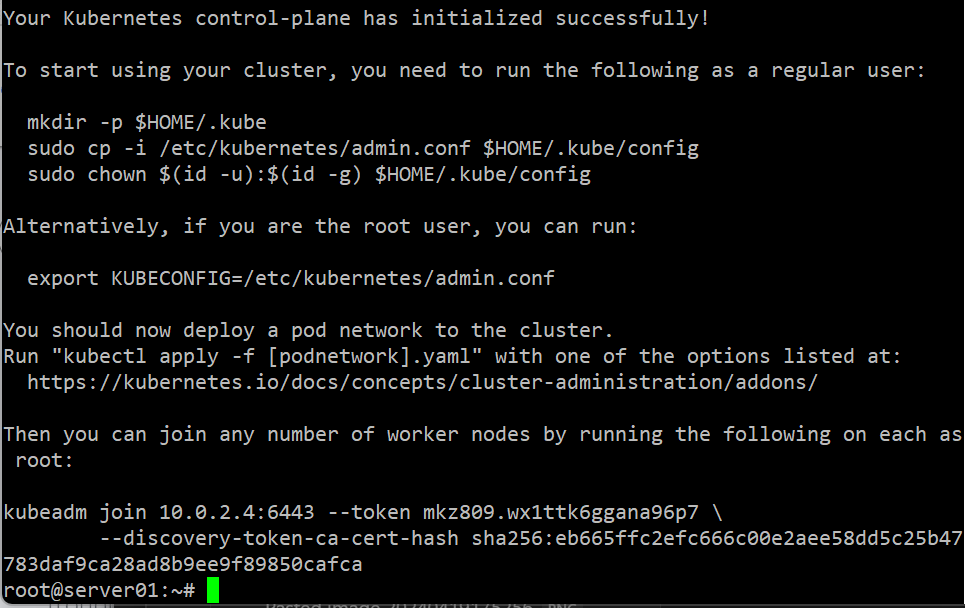 Your Kubernetes control-plane has initialized successfully!

To start using your cluster, you need to run the following as a regular user:

  mkdir -p $HOME/.kube
  sudo cp -i /etc/kubernetes/admin.conf $HOME/.kube/config
  sudo chown $(id -u):$(id -g) $HOME/.kube/config

Alternatively, if you are the root user, you can run:

  export KUBECONFIG=/etc/kubernetes/admin.conf

You should now deploy a pod network to the cluster.
Run "kubectl apply -f [podnetwork].yaml" with one of the options listed at:
  https://kubernetes.io/docs/concepts/cluster-administration/addons/

Then you can join any number of worker nodes by running the following on each as
 root:

kubeadm join 10.0.2.4:6443 --token mkz809.wx1ttk6ggana96p7 \
        --discovery-token-ca-cert-hash sha256:eb665ffc2efc666c00e2aee58dd5c25b47
783daf9ca28ad8b9ee9f89850cafca
root@server01:~#